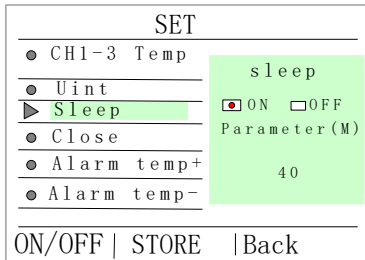 SET
CH1-3 Temp
Uint
Sleep
Close
Alarm temp+
Alarm temp-
sleep
ON OFF
Parameter(M)
40
ON/OFF| STORE |Back